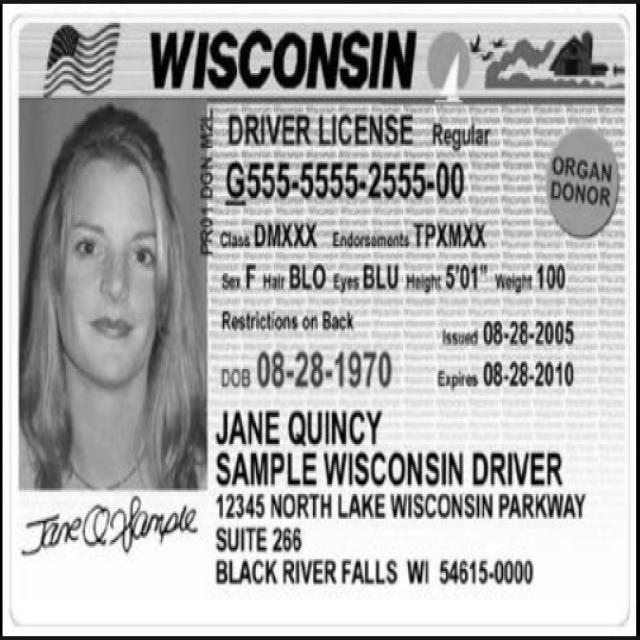 WISCONSIN
DRIVER LICENSE Regular
G555-5555-2555-00
ORGAN
DONOR
PR01 DGN M2L
Class DMXXX Endorsements TPXMXX
Sex F Hair BLO Eyes BLU Height 5'01" Weight 100
Restrictions on Back
Issued 08-28-2005
DOB 08-28-1970
Expires 08-28-2010
JANE QUINCY
SAMPLE WISCONSIN DRIVER
12345 NORTH LAKE WISCONSIN PARKWAY
SUITE 266
BLACK RIVER FALLS WI 54615-0000
Jane Q Sample